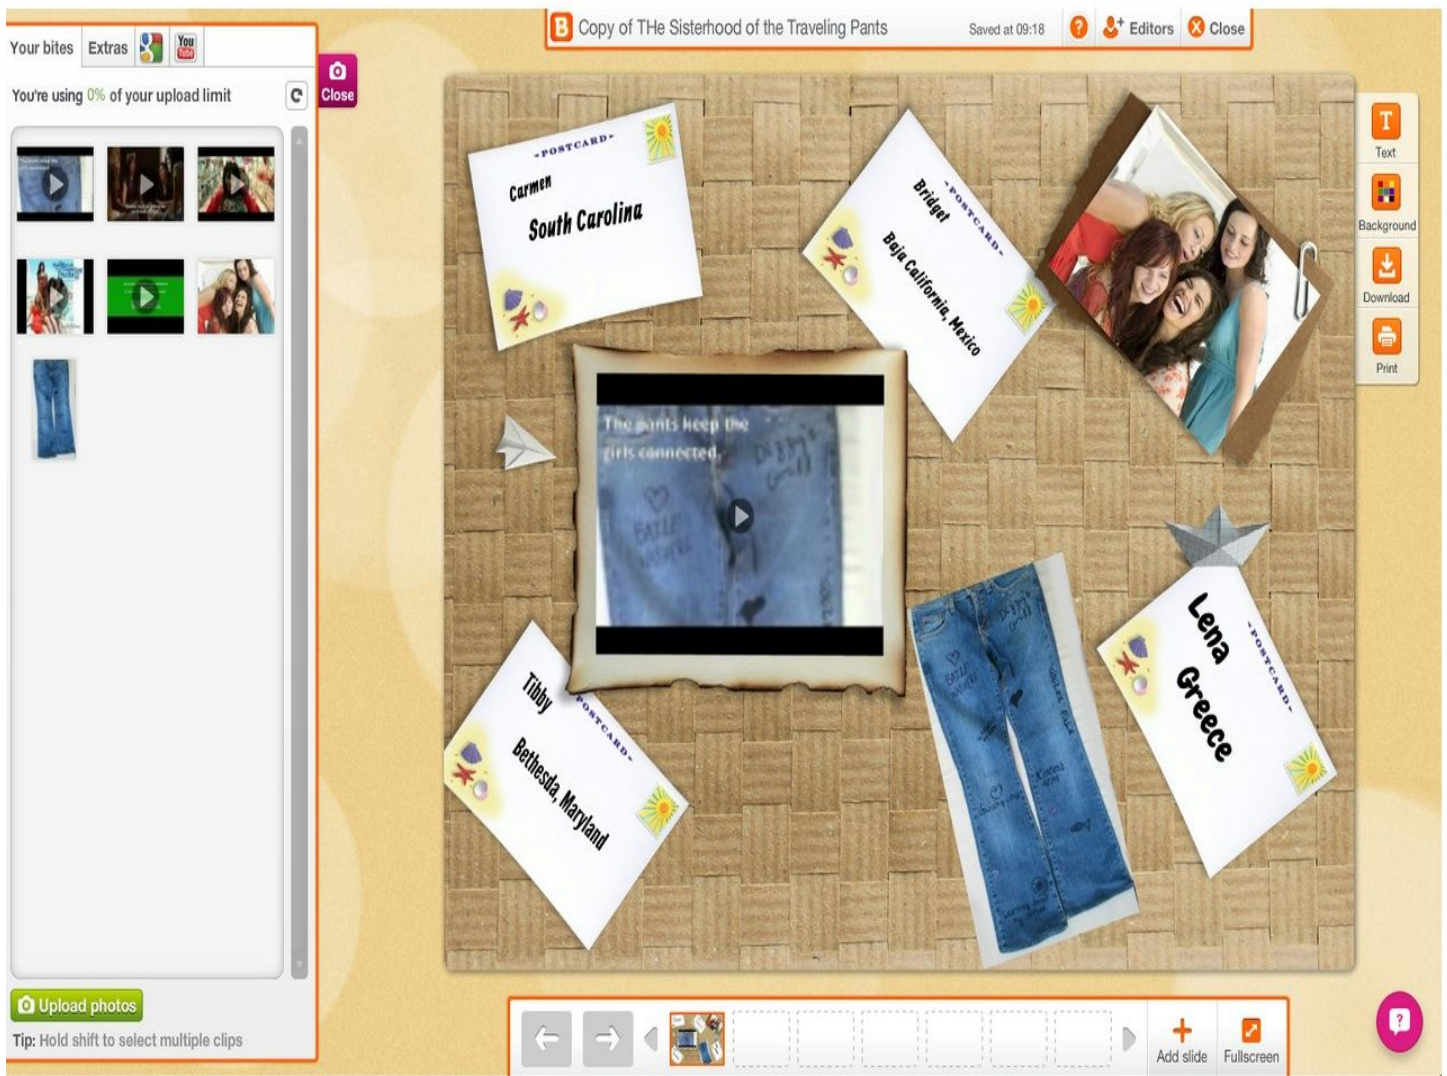 B Copy of THe Sisterhood of the Traveling Pants
Saved at 09:18
?
Editors
Close
Your bites
Extras
You
Tube
You're using 0% of your upload limit
Close
POSTCARD
Carmen
South Carolina
POSTCARD
Bridget
Baja California, Mexico
T
Text
Background
Download
Print
The pants keep the
girls connected.
POSTCARD
Tibby
Bethesda, Maryland
POSTCARD
Lena
Greece
Upload photos
Tip: Hold shift to select multiple clips
Add slide
Fullscreen
?